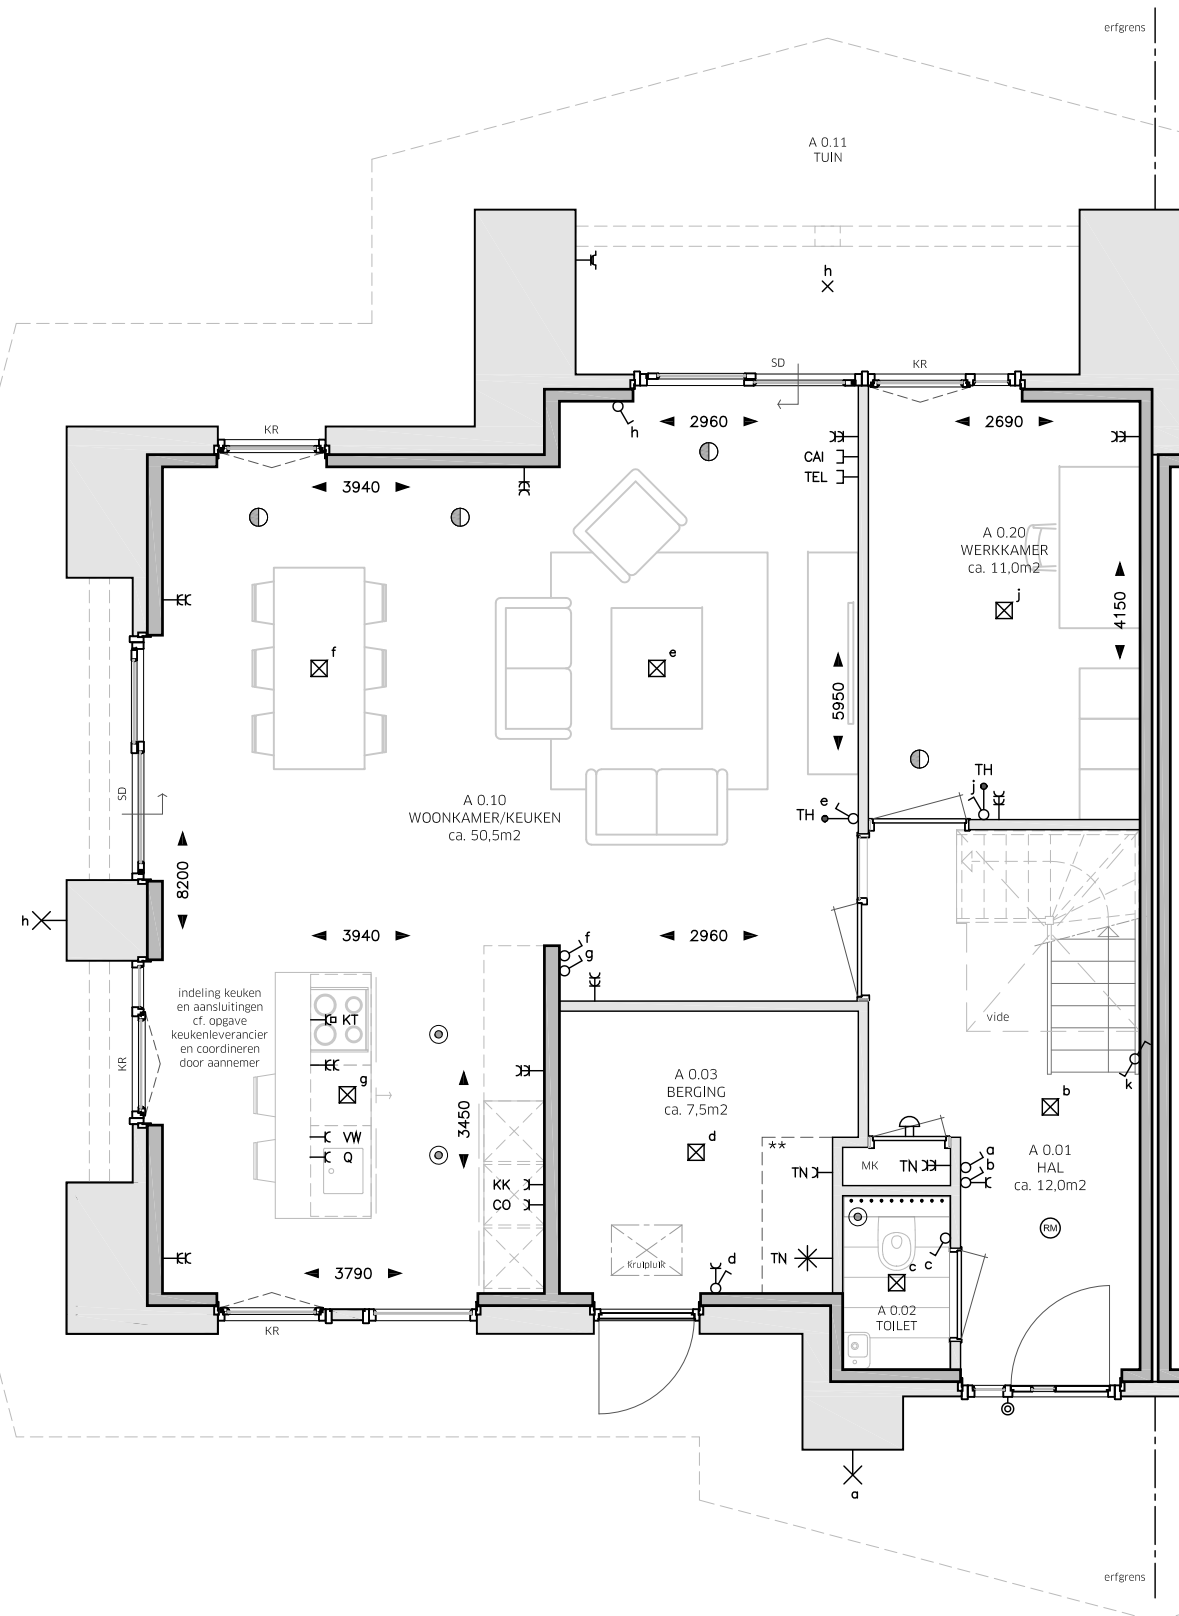 erfgrens
A 0.11
TUIN
h
SD
KR
KR
h
2960
2690
CAI
TEL
3940
A 0.20
WERKKAMER
ca. 11,0m2
j
4150
f
e
5950
SD
TH
j
A 0.10
WOONKAMER/KEUKEN
ca. 50,5m2
e
TH
8200
h
3940
2960
f
g
indeling keuken
en aansluitingen
cf. opgave
keukenleverancier
en coordineren
door aannemer
KT
vide
KR
g
3450
A 0.03
BERGING
ca. 7,5m2
k
b
d
VW
Q
**
TN
MK
TN
a
b
A 0.01
HAL
ca. 12,0m2
KK
CO
RM
kruipluik
d
TN
c
c
3790
A 0.02
TOILET
KR
a
erfgrens